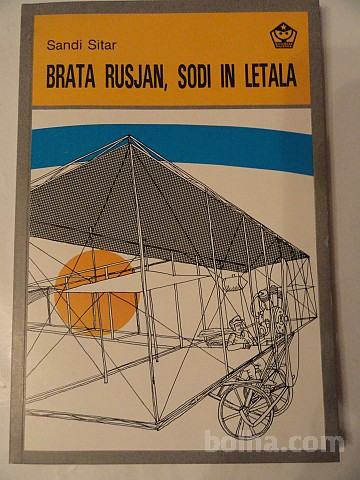 Sandi Sitar
BRATA RUSJAN, SODI IN LETALA
bolha.com